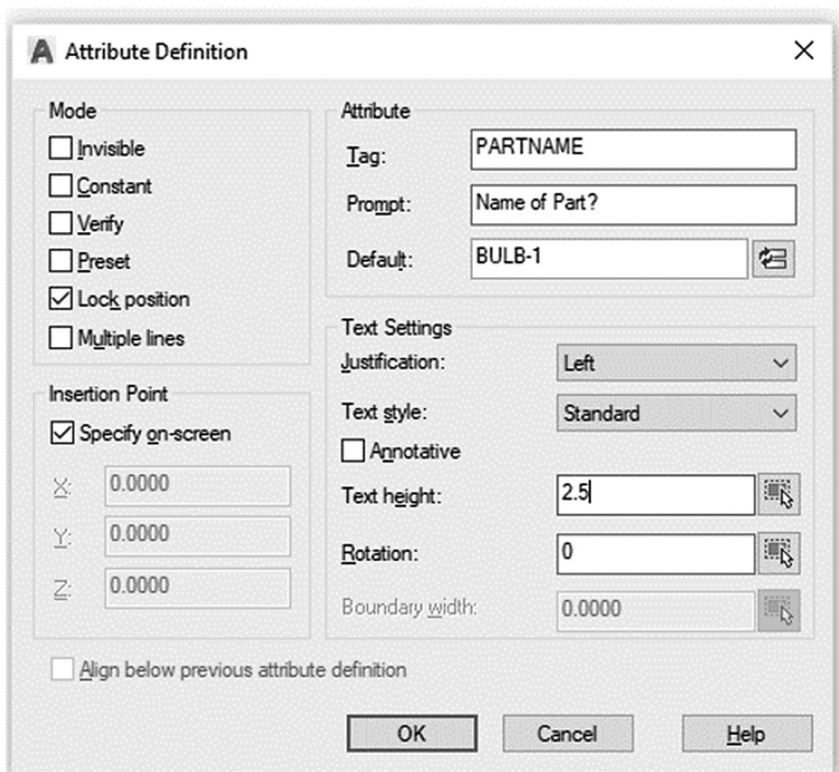 Attribute Definition
Mode
Invisible
Constant
Verify
Preset
Lock position
Multiple lines
Insertion Point
Specify on-screen
X: 0.0000
Y: 0.0000
Z: 0.0000
Attribute
Tag: PARTNAME
Prompt: Name of Part?
Default: BULB-1
Text Settings
Justification: Left
Text style: Standard
Annotative
Text height: 2.5
Rotation: 0
Boundary width: 0.0000
Align below previous attribute definition
OK Cancel Help